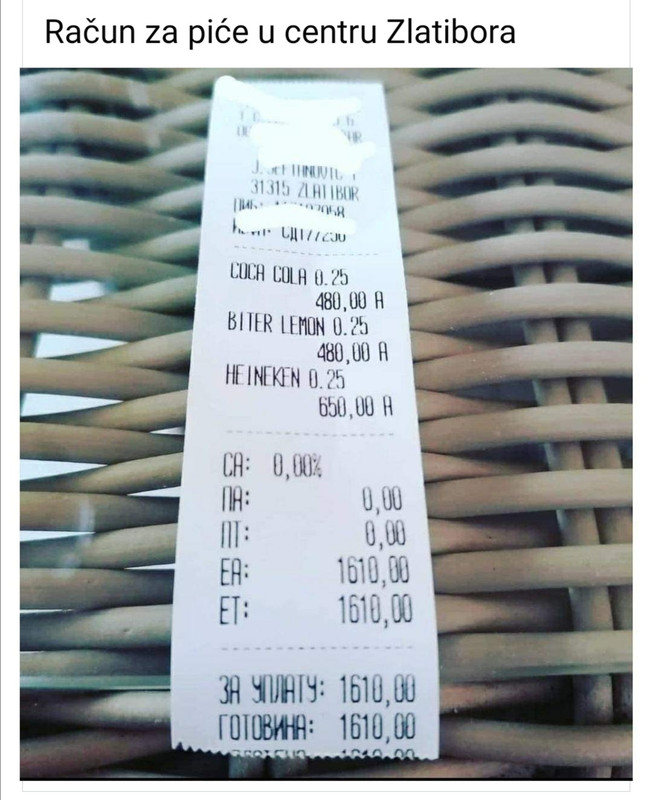 Račun za piće u centru Zlatibora
31315 ZLATIBOR
COCA COLA 0.25
480,00 A
BITER LEMON 0.25
480,00 A
HEINEKEN 0.25
650,00 A
СА: 0,00%
ПА: 0,00
ПТ: 0,00
ЕА: 1610,00
ЕТ: 1610,00
ЗА УПЛАТУ: 1610,00
ГОТОВИНА: 1610,00